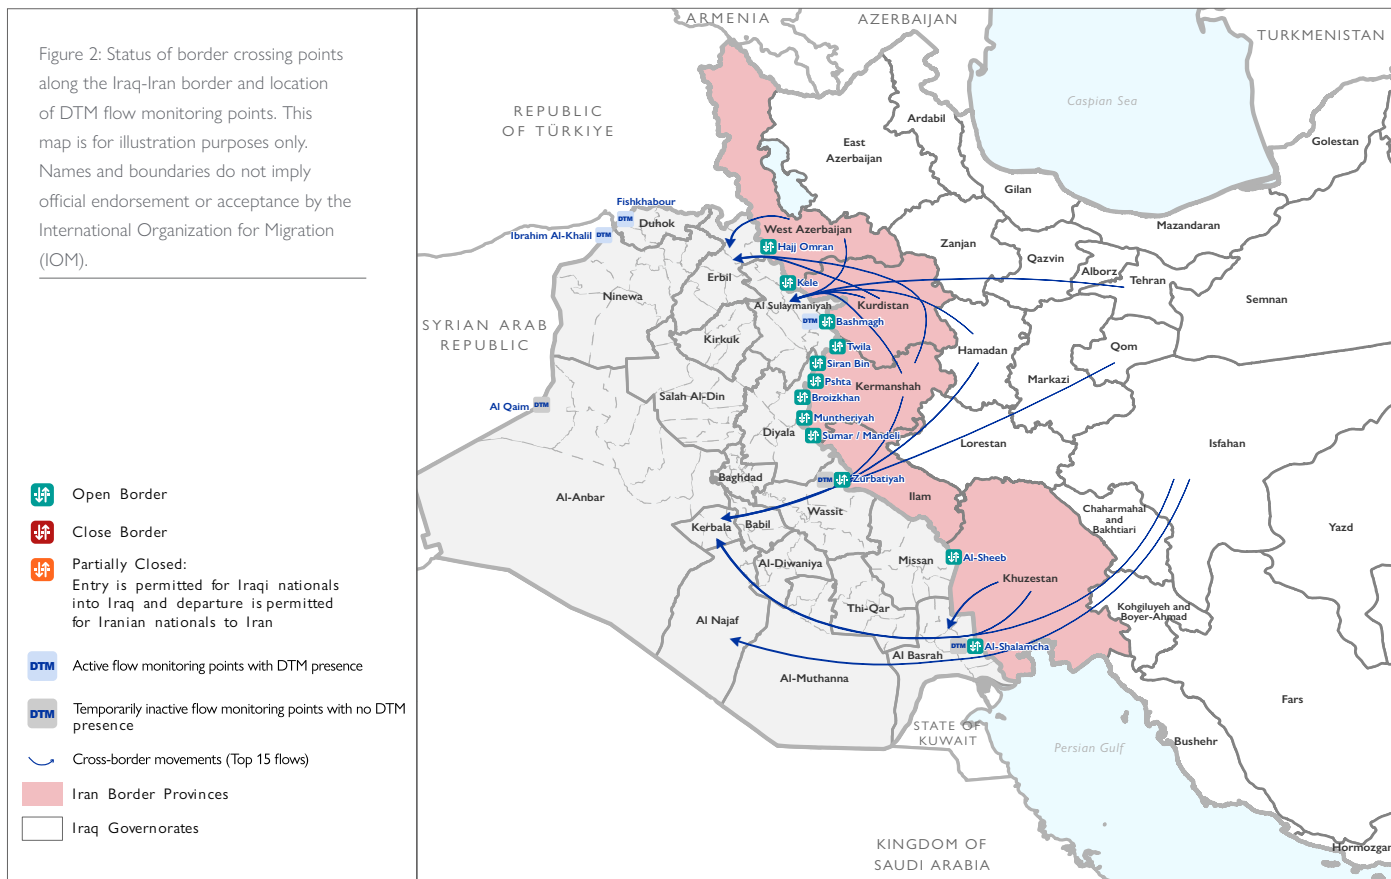 Figure 2: Status of border crossing points
along the Iraq-Iran border and location
of DTM flow monitoring points. This
map is for illustration purposes only.
Names and boundaries do not imply
official endorsement or acceptance by the
International Organization for Migration
(IOM).
Open Border
Close Border
Partially Closed:
Entry is permitted for Iraqi nationals
into Iraq and departure is permitted
for Iranian nationals to Iran
DTM
Active flow monitoring points with DTM presence
DTM
Temporarily inactive flow monitoring points with no DTM
presence
Cross-border movements (Top 15 flows)
Iran Border Provinces
Iraq Governorates
ARMENIA
AZERBAIJAN
TURKMENISTAN
REPUBLIC
OF TÜRKIYE
Caspian Sea
Ardabil
East
Azerbaijan
Golestan
Gilan
Mazandaran
Fishkhabour
DTM
Duhok
Ibrahim Al-Khalil
DTM
West Azerbaijan
Hajj Omran
Zanjan
Qazvin
Alborz
Tehran
Semnan
Erbil
Kele
Ninewa
Al Sulaymaniyah
Kurdistan
SYRIAN ARAB
REPUBLIC
DTM
Bashmagh
Kirkuk
Twila
Hamadan
Qom
Siran Bin
Markazi
Pshta
Kermanshah
Salah Al-Din
Broizkhan
Al Qaim
DTM
Muntheriyah
Diyala
Sumar / Mandeli
Lorestan
Isfahan
Baghdad
DTM
Zurbatiyah
Al-Anbar
Ilam
Wassit
Chaharmahal
and
Bakhtiari
Kerbala
Babil
Yazd
Al-Diwaniya
Missan
Al-Sheeb
Khuzestan
Thi-Qar
Kohgiluyeh and
Boyer-Ahmad
Al Najaf
DTM
Al-Shalamcha
Al Basrah
Al-Muthanna
Fars
STATE OF
KUWAIT
Persian Gulf
Bushehr
KINGDOM OF
SAUDI ARABIA
Hormozgan